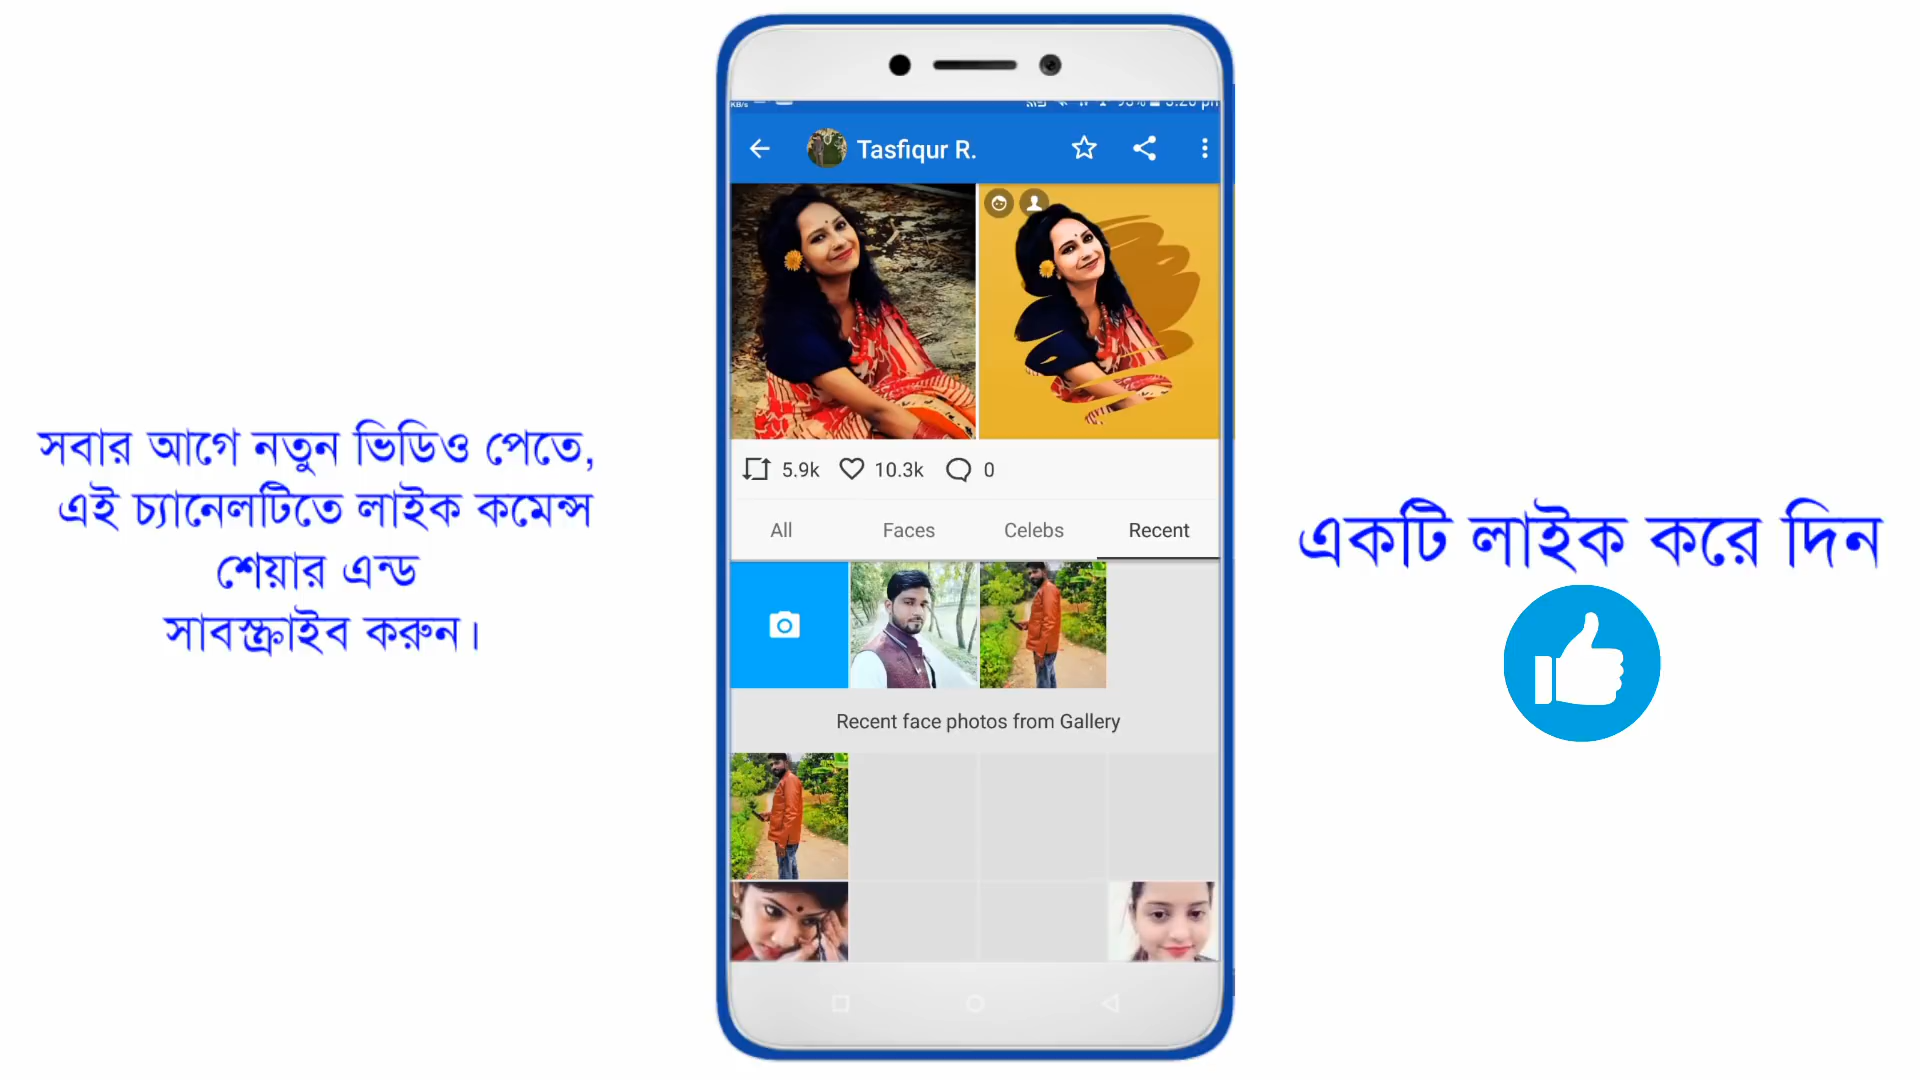 সবার আগে নতুন ভিডিও পেতে,
এই চ্যানেলটিতে লাইক কমেন্স
শেয়ার এন্ড
সাবস্ক্রাইব করুন।
KB/s
Tasfiqur R.
5.9k 10.3k 0
All Faces Celebs Recent
Recent face photos from Gallery
একটি লাইক করে দিন